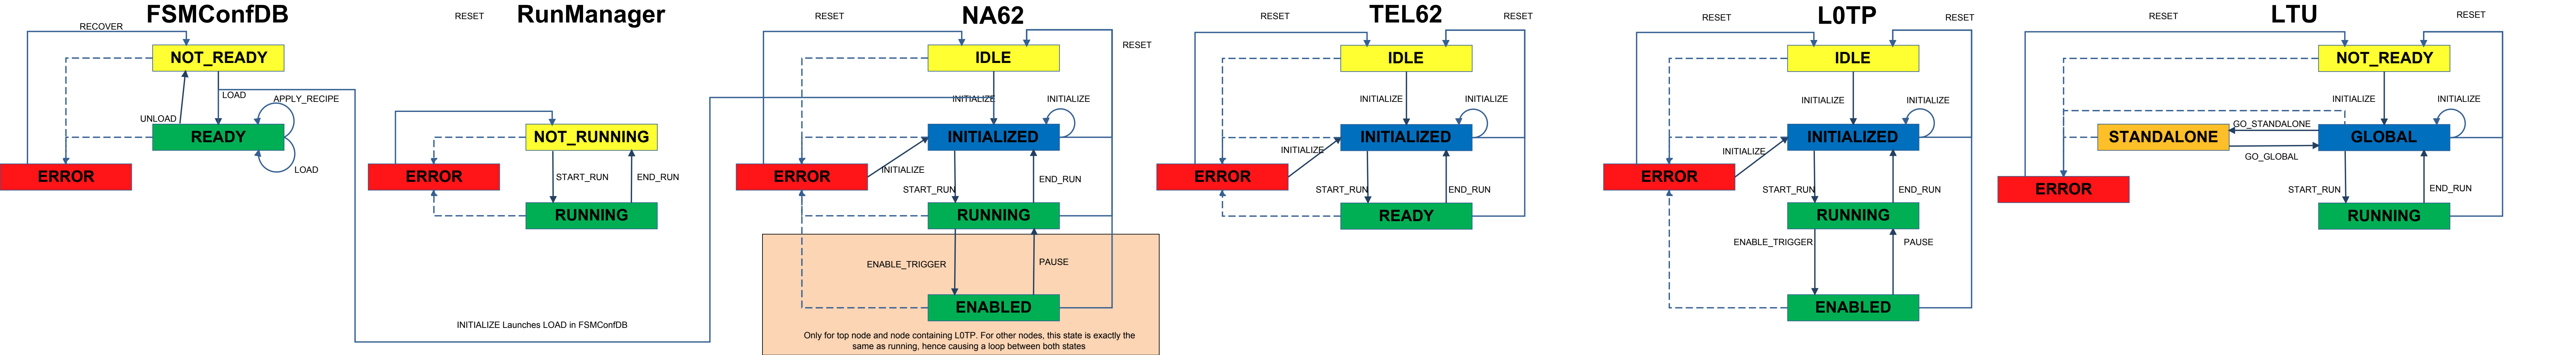 FSMConfDB
RECOVER
NOT_READY
LOAD
APPLY_RECIPE
UNLOAD
READY
LOAD
ERROR
RunManager
RESET
NOT_RUNNING
ERROR
START_RUN
END_RUN
RUNNING
INITIALIZE Launches LOAD in FSMConfDB
NA62
RESET
RESET
IDLE
INITIALIZE
INITIALIZE
INITIALIZED
INITIALIZE
ERROR
START_RUN
END_RUN
RUNNING
ENABLE_TRIGGER
PAUSE
ENABLED
Only for top node and node containing L0TP. For other nodes, this state is exactly the
same as running, hence causing a loop between both states
TEL62
RESET
RESET
IDLE
INITIALIZE
INITIALIZE
INITIALIZED
INITIALIZE
ERROR
START_RUN
END_RUN
READY
L0TP
RESET
RESET
IDLE
INITIALIZE
INITIALIZE
INITIALIZED
INITIALIZE
ERROR
START_RUN
END_RUN
RUNNING
ENABLE_TRIGGER
PAUSE
ENABLED
LTU
RESET
RESET
NOT_READY
INITIALIZE
INITIALIZE
GO_STANDALONE
STANDALONE
GLOBAL
GO_GLOBAL
ERROR
START_RUN
END_RUN
RUNNING